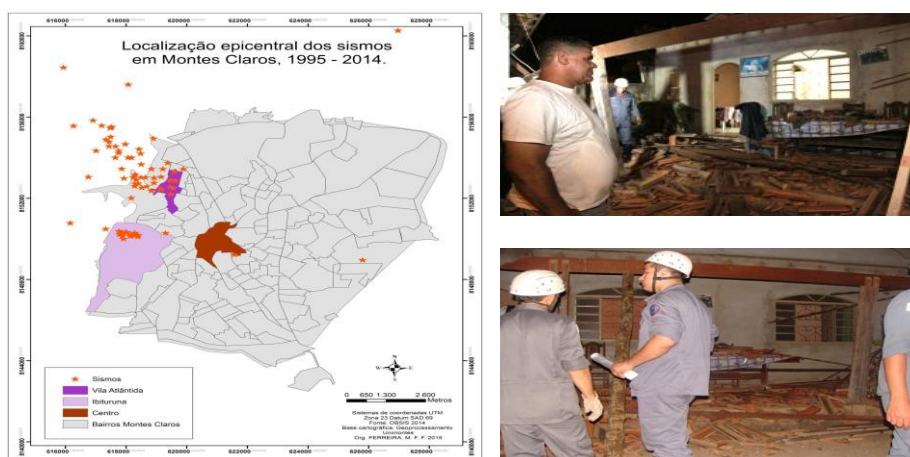 616000 618000 620000 622000 624000 626000 628000
Localização epicentral dos sismos
em Montes Claros, 1995 - 2014.
8152000
8144000
Sismos
Vila Atlântida
Ibituruna
Centro
Bairros Montes Claros
N
W E
S
0 650 1.300 2.600
Metros
Sistemas de coordenadas UTM
Zona 23 Datum SAD 69
Fonte: OBSIS 2014
Base cartográfica: Geoprocessamento
Unimontes
Org. FERREIRA, M. F. F. 2015